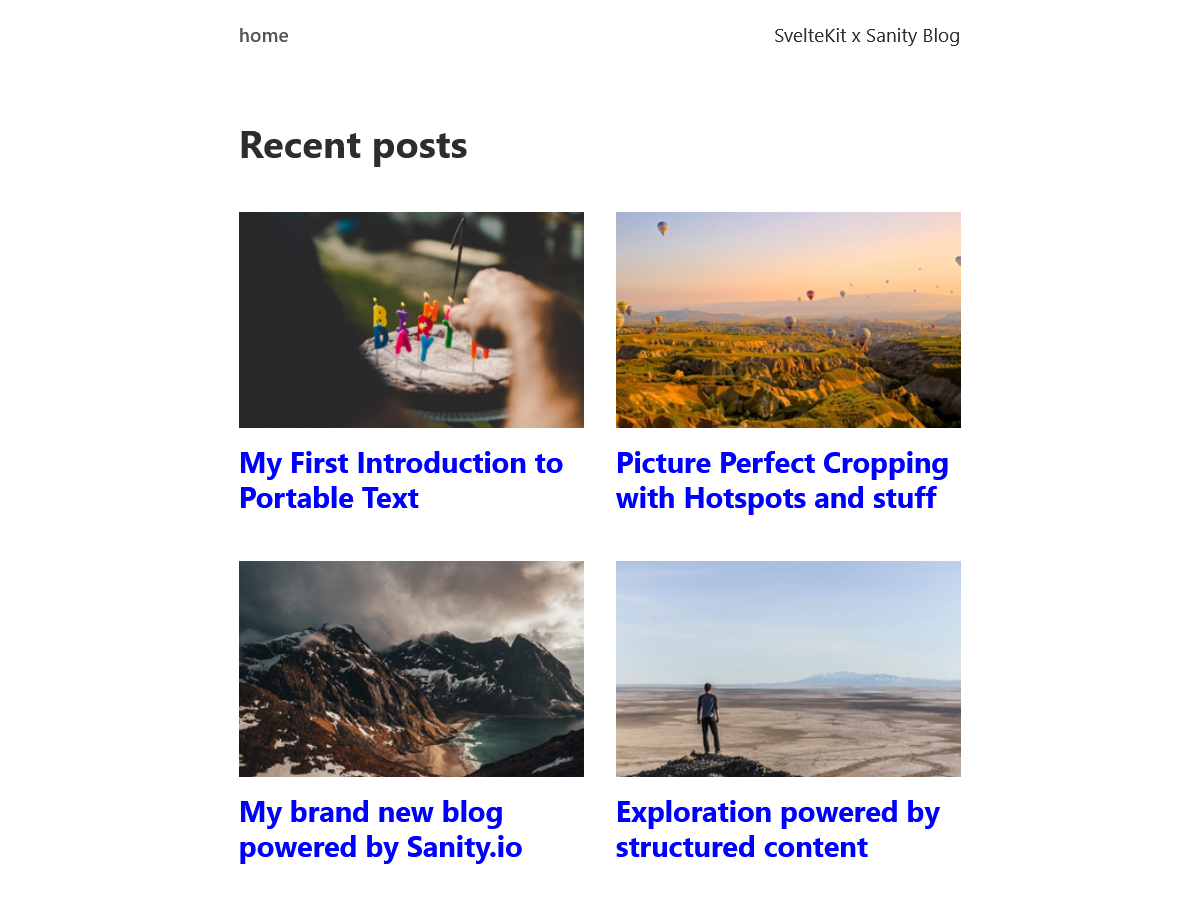 home
SvelteKit x Sanity Blog
Recent posts
My First Introduction to
Portable Text
Picture Perfect Cropping
with Hotspots and stuff
My brand new blog
powered by Sanity.io
Exploration powered by
structured content